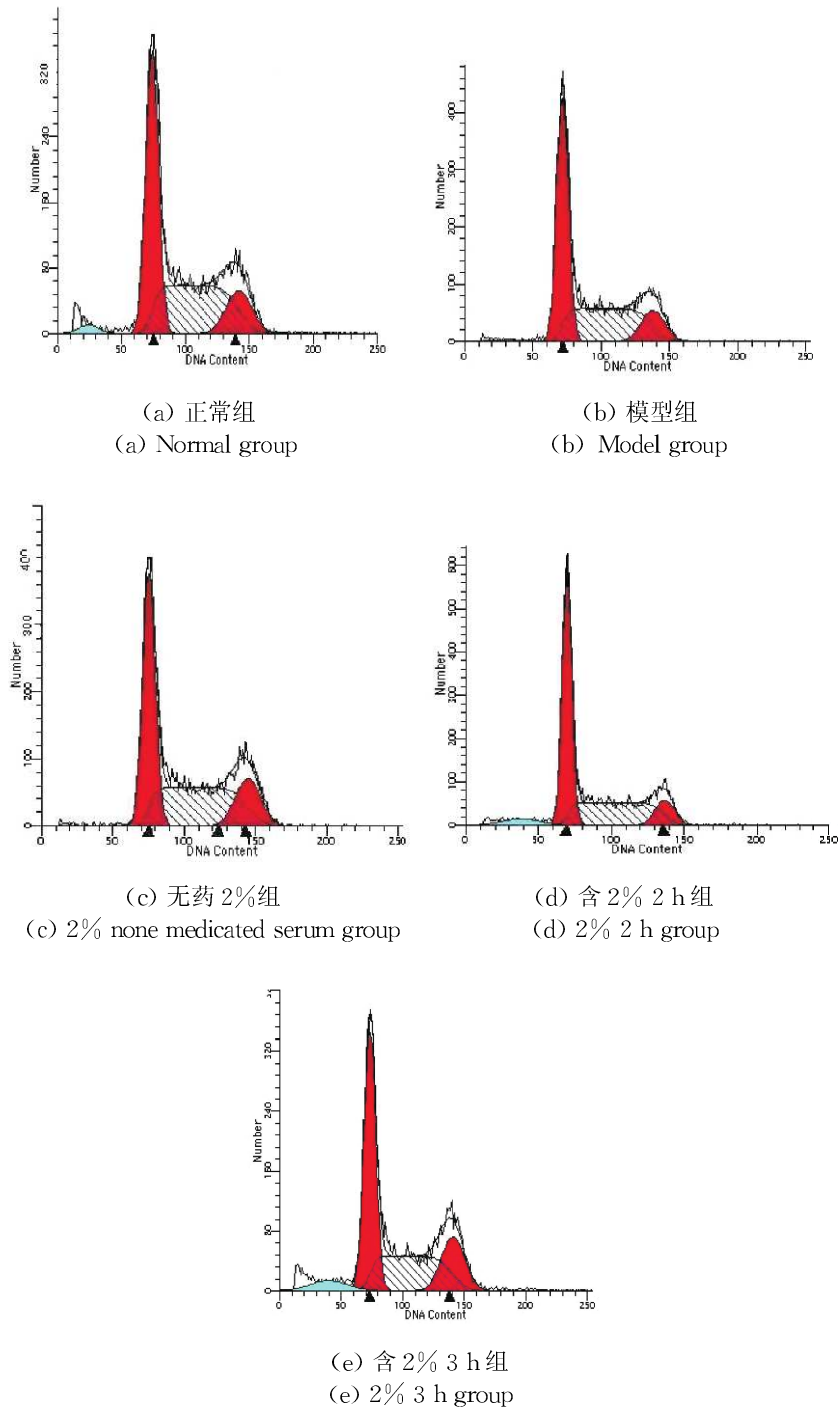 320
240
160
80
0
Number
0 50 100 150 200 250
DNA Content
(a) 正常组
(a) Normal group
400
300
200
100
0
Number
0 50 100 150 200 250
DNA Content
(b) 模型组
(b) Model group
400
300
200
100
0
Number
0 50 100 150 200 250
DNA Content
(c) 无药2%组
(c) 2% none medicated serum group
600
500
400
300
200
100
0
Number
0 50 100 150 200 250
DNA Content
(d) 含2% 2 h组
(d) 2% 2 h group
320
240
160
80
0
Number
0 50 100 150 200 250
DNA Content
(e) 含2% 3 h组
(e) 2% 3 h group